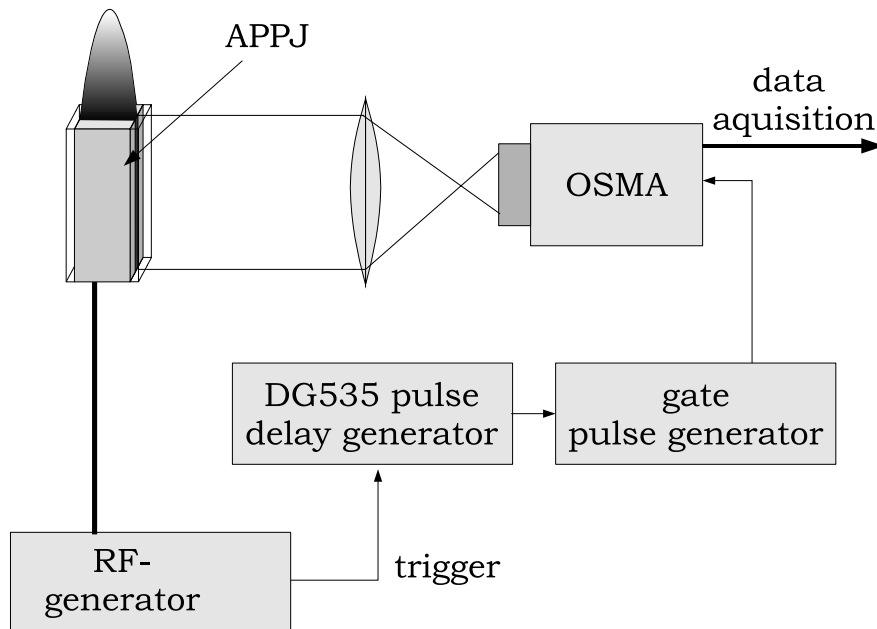 APPJ
data
aquisition
OSMA
DG535 pulse
delay generator
gate
pulse generator
RF-
generator
trigger